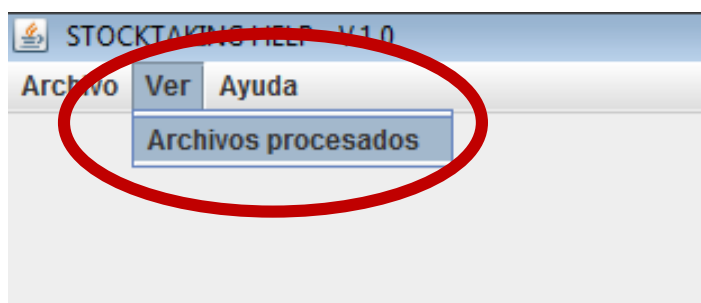 STOCKTAKING HELP - V.1.0
Archivo Ver Ayuda
Archivos procesados